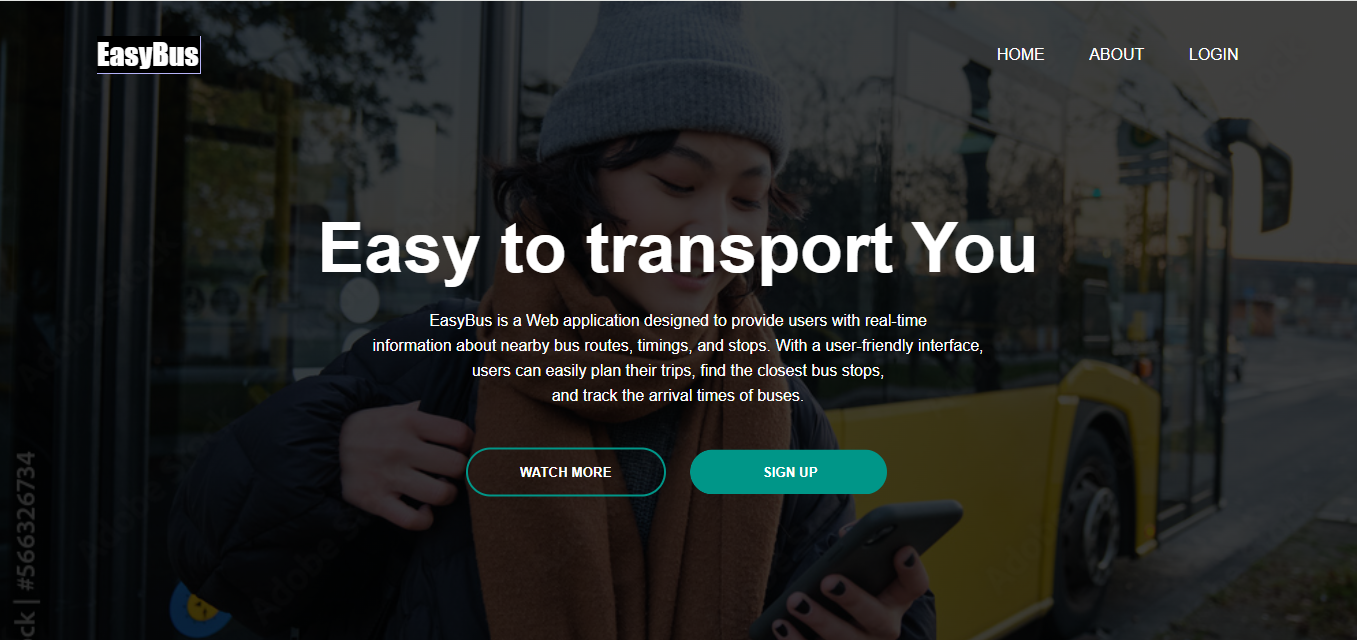 EasyBus
HOME
ABOUT
LOGIN
Easy to transport You
EasyBus is a Web application designed to provide users with real-time
information about nearby bus routes, timings, and stops. With a user-friendly interface,
users can easily plan their trips, find the closest bus stops,
and track the arrival times of buses.
WATCH MORE
SIGN UP
ck | #566326734